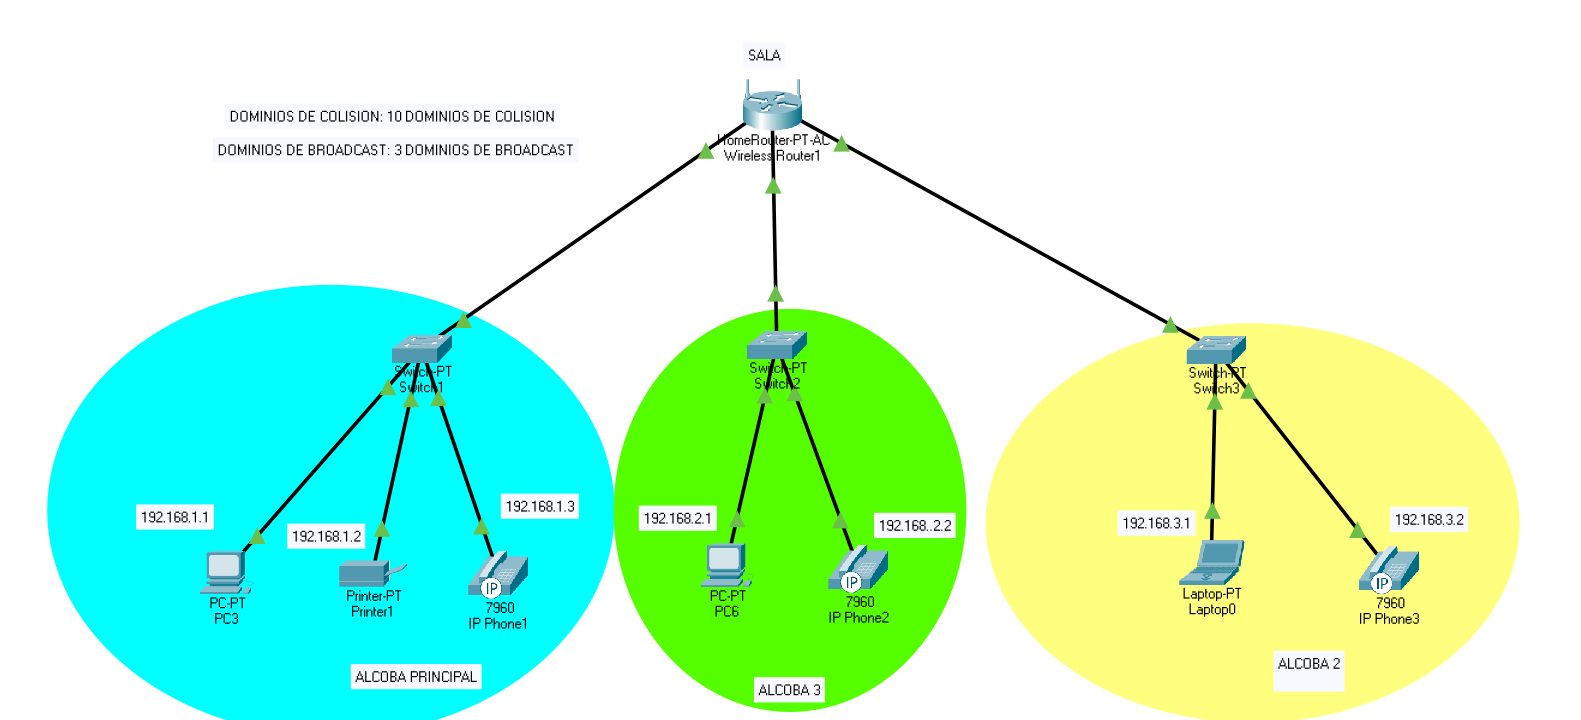 SALA
DOMINIOS DE COLISION: 10 DOMINIOS DE COLISION
DOMINIOS DE BROADCAST: 3 DOMINIOS DE BROADCAST
HomeRouter-PT-AC
Wireless Router1
Switch-PT
Switch1
Switch-PT
Switch2
Switch-PT
Switch3
192.168.1.1
192.168.1.2
192.168.1.3
192.168.2.1
192.168..2.2
192.168.3.1
192.168.3.2
PC-PT
PC3
Printer-PT
Printer1
IP
7960
IP Phone1
PC-PT
PC6
IP
7960
IP Phone2
Laptop-PT
Laptop0
IP
7960
IP Phone3
ALCOBA PRINCIPAL
ALCOBA 3
ALCOBA 2